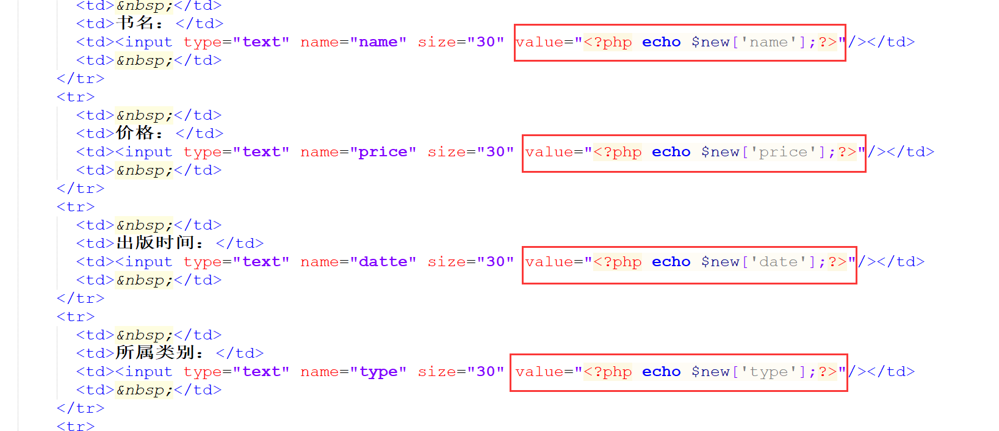 <td>&nbsp;</td>
<td>书名：</td>
<td><input type="text" name="name" size="30" value="<?php echo $new['name'];?>"/></td>
<td>&nbsp;</td>
</tr>
<tr>
<td>&nbsp;</td>
<td>价格：</td>
<td><input type="text" name="price" size="30" value="<?php echo $new['price'];?>"/></td>
<td>&nbsp;</td>
</tr>
<tr>
<td>&nbsp;</td>
<td>出版时间：</td>
<td><input type="text" name="datte" size="30" value="<?php echo $new['date'];?>"/></td>
<td>&nbsp;</td>
</tr>
<tr>
<td>&nbsp;</td>
<td>所属类别：</td>
<td><input type="text" name="type" size="30" value="<?php echo $new['type'];?>"/></td>
<td>&nbsp;</td>
</tr>
<tr>